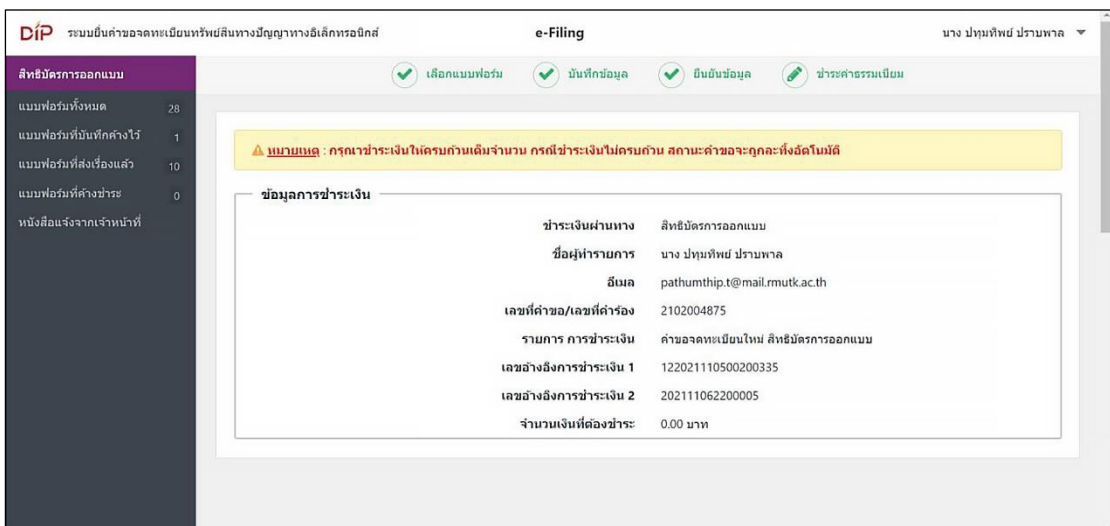 DIP ระบบยื่นคำขอจดทะเบียนทรัพย์สินทางปัญญาทางอิเล็กทรอนิกส์ e-Filing นาง ปทุมทิพย์ ปราบพาล
สิทธิบัตรการออกแบบ
เลือกแบบฟอร์ม บันทึกข้อมูล ยืนยันข้อมูล ชำระค่าธรรมเนียม
แบบฟอร์มทั้งหมด 28
แบบฟอร์มที่บันทึกค้างไว้ 1
แบบฟอร์มที่ส่งเรื่องแล้ว 10
แบบฟอร์มที่ค้างชำระ 0
หนังสือแจ้งจากเจ้าหน้าที่
หมายเหตุ : กรุณาชำระเงินให้ครบถ้วนเต็มจำนวน กรณีชำระเงินไม่ครบถ้วน สถานะคำขอจะถูกละทิ้งอัตโนมัติ
ข้อมูลการชำระเงิน
ชำระเงินผ่านทาง สิทธิบัตรการออกแบบ
ชื่อผู้ทำรายการ นาง ปทุมทิพย์ ปราบพาล
อีเมล pathumthip.t@mail.rmutk.ac.th
เลขที่คำขอ/เลขที่คำร้อง 2102004875
รายการ การชำระเงิน คำขอจดทะเบียนใหม่ สิทธิบัตรการออกแบบ
เลขอ้างอิงการชำระเงิน 1 122021110500200335
เลขอ้างอิงการชำระเงิน 2 202111062200005
จำนวนเงินที่ต้องชำระ 0.00 บาท